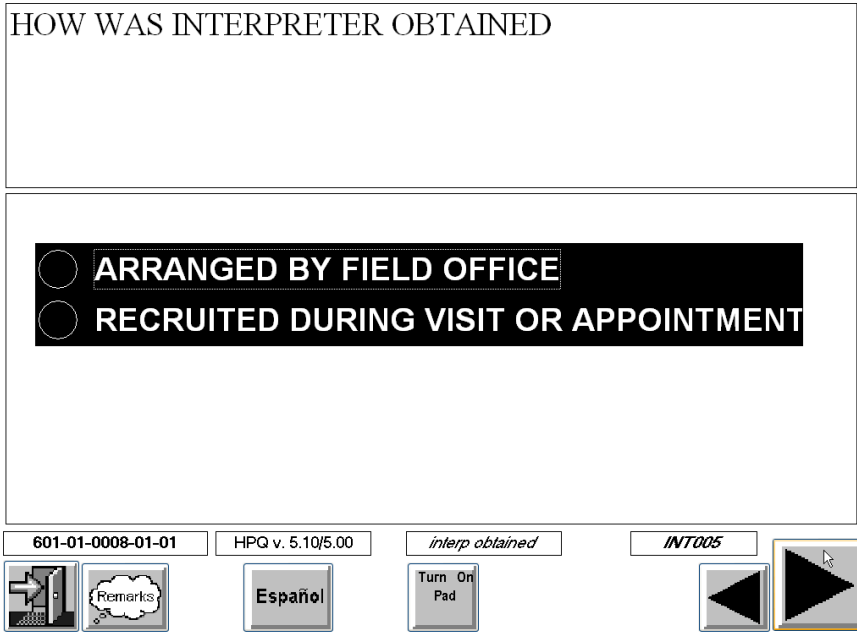 HOW WAS INTERPRETER OBTAINED
ARRANGED BY FIELD OFFICE
RECRUITED DURING VISIT OR APPOINTMENT
601-01-0008-01-01
HPQ v. 5.10/5.00
interp obtained
INT005
Remarks
Español
Turn On
Pad